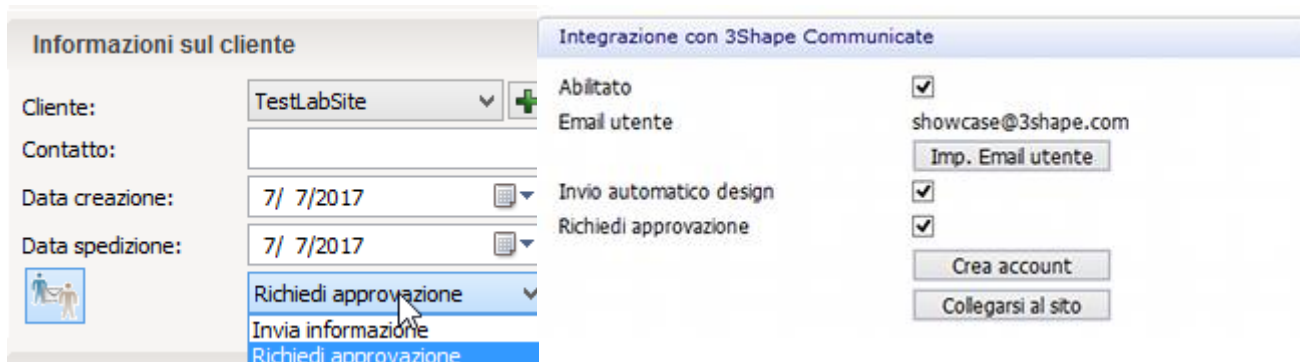 Informazioni sul cliente
Cliente:
TestLabSite
Contatto:
Data creazione:
7/ 7/2017
Data spedizione:
7/ 7/2017
Richiedi approvazione
Invia informazione
Richiedi approvazione
Integrazione con 3Shape Communicate
Abilitato
Email utente
showcase@3shape.com
Imp. Email utente
Invio automatico design
Richiedi approvazione
Crea account
Collegarsi al sito